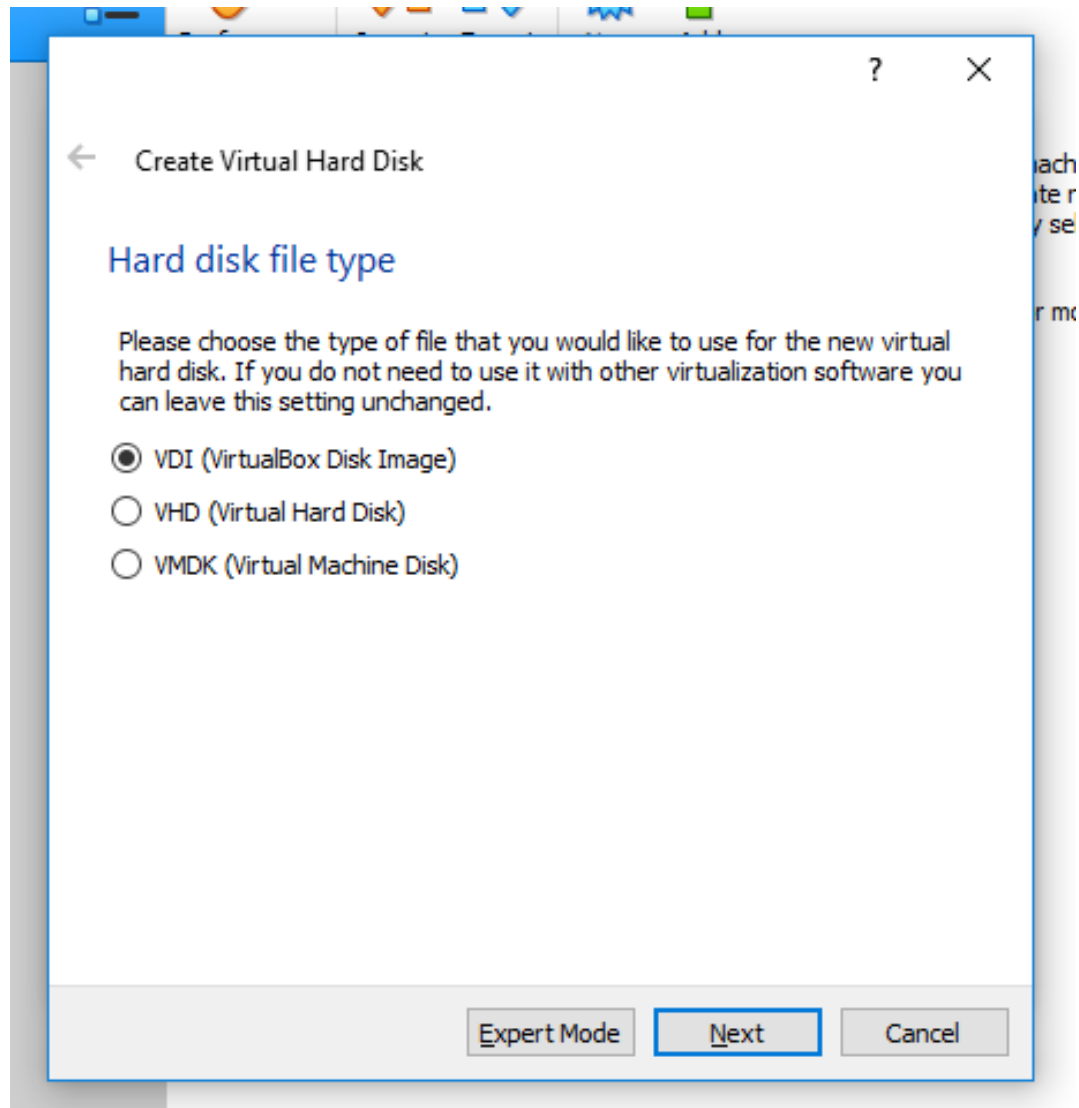 ?
Create Virtual Hard Disk
Hard disk file type
Please choose the type of file that you would like to use for the new virtual
hard disk. If you do not need to use it with other virtualization software you
can leave this setting unchanged.
VDI (VirtualBox Disk Image)
VHD (Virtual Hard Disk)
VMDK (Virtual Machine Disk)
Expert Mode
Next
Cancel